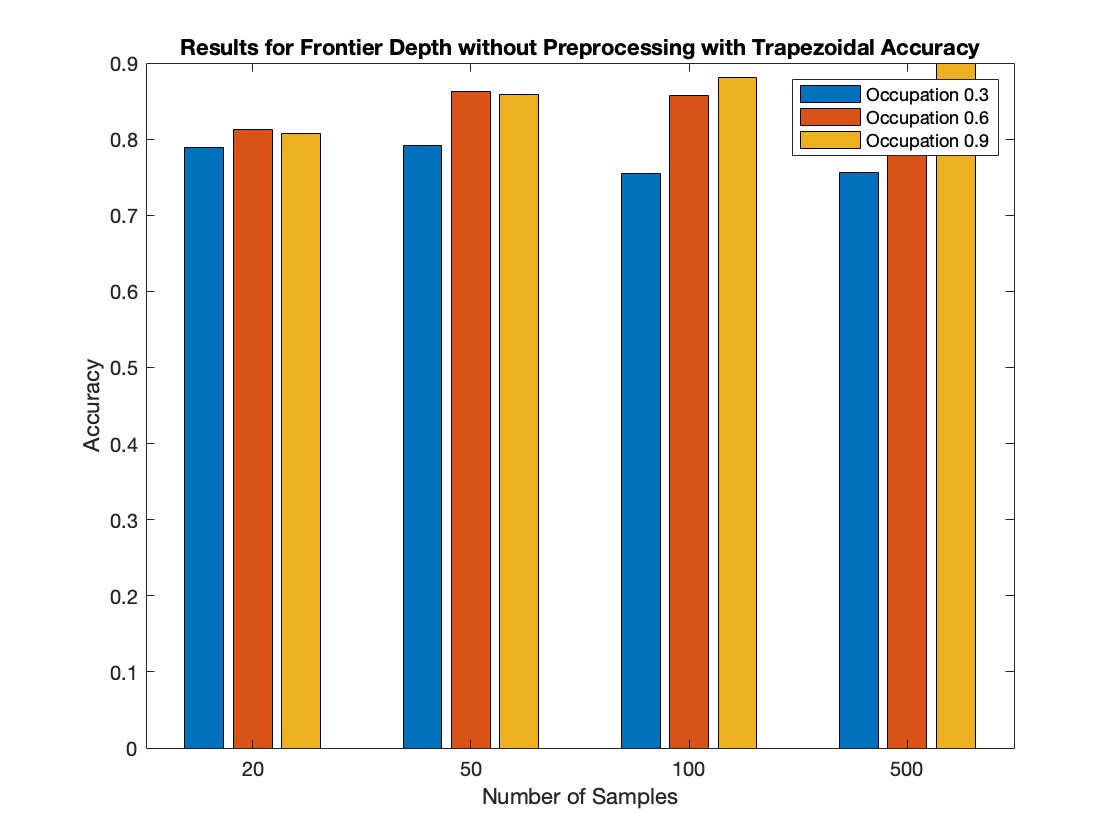 Results for Frontier Depth without Preprocessing with Trapezoidal Accuracy
0.9
0.8
0.7
0.6
0.5
0.4
0.3
0.2
0.1
0
Accuracy
Occupation 0.3
Occupation 0.6
Occupation 0.9
20 50 100 500
Number of Samples